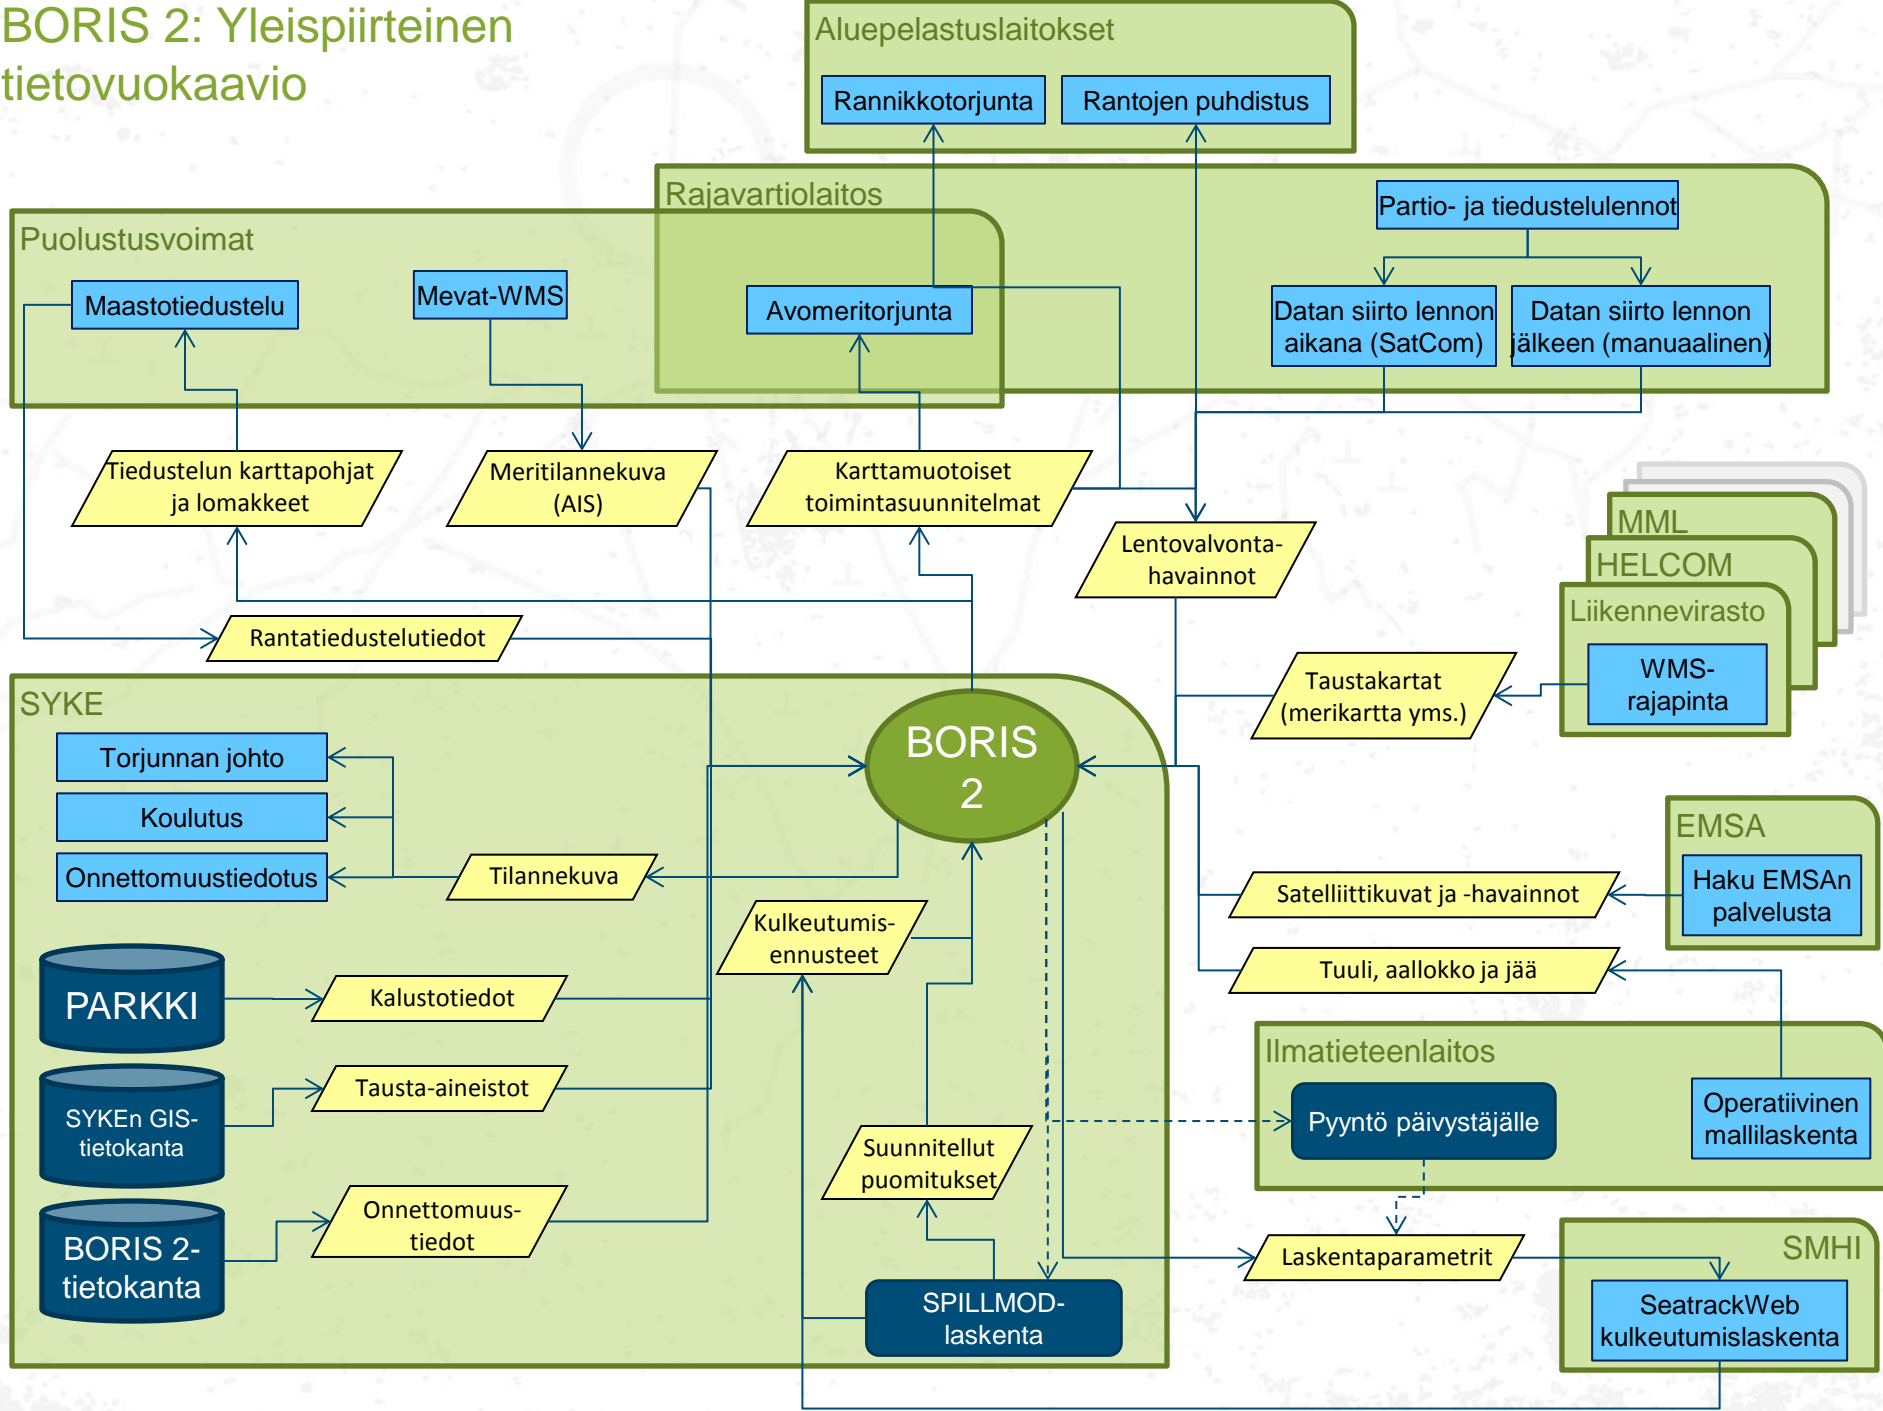 BORIS 2: Yleispiirteinen
tietovuokaavio
Aluepelastuslaitokset
Rannikkotorjunta
Rantojen puhdistus
Rajavartiolaitos
Partio- ja tiedustelulennot
Puolustusvoimat
Maastotiedustelu
Mevat-WMS
Avomeritorjunta
Datan siirto lennon
aikana (SatCom)
Datan siirto lennon
jälkeen (manuaalinen)
Tiedustelun karttapohjat
ja lomakkeet
Meritilannekuva
(AIS)
Karttamuotoiset
toimintasuunnitelmat
Lentovalvonta-
havainnot
MML
HELCOM
Liikennevirasto
WMS-
rajapinta
Rantatiedustelutiedot
Taustakartat
(merikartta yms.)
SYKE
BORIS
2
Torjunnan johto
Koulutus
Onnettomuustiedotus
Tilannekuva
EMSA
Haku EMSAn
palvelusta
Satelliittikuvat ja -havainnot
Kulkeutumis-
ennusteet
Tuuli, aallokko ja jää
PARKKI
Kalustotiedot
Ilmatieteenlaitos
Pyyntö päivystäjälle
Operatiivinen
mallilaskenta
SYKEn GIS-
tietokanta
Tausta-aineistot
Suunnitellut
puomitukset
BORIS 2-
tietokanta
Onnettomuus-
tiedot
Laskentaparametrit
SMHI
SeatrackWeb
kulkeutumislaskenta
SPILLMOD-
laskenta